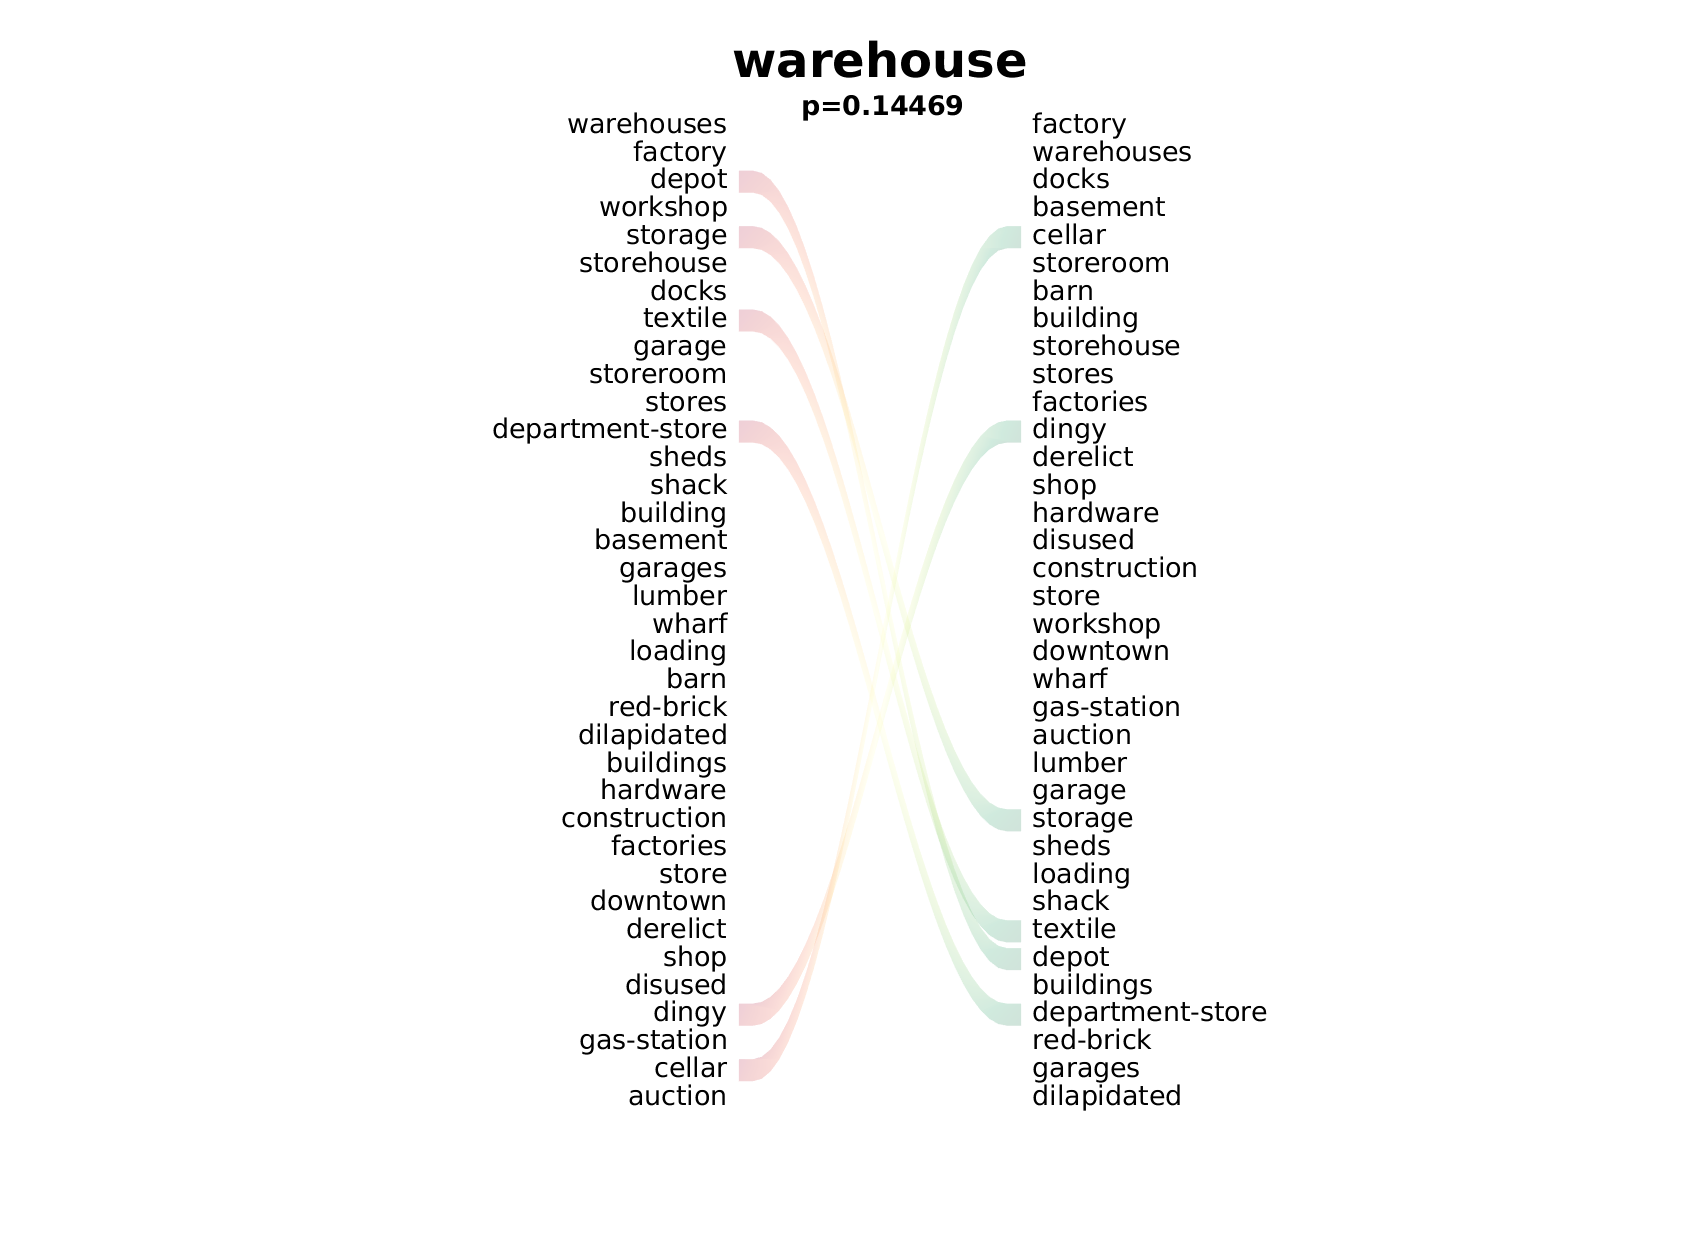 warehouse
p=0.14469
warehouses
factory
depot
workshop
storage
storehouse
docks
textile
garage
storeroom
stores
department-store
sheds
shack
building
basement
garages
lumber
wharf
loading
barn
red-brick
dilapidated
buildings
hardware
construction
factories
store
downtown
derelict
shop
disused
dingy
gas-station
cellar
auction
factory
warehouses
docks
basement
cellar
storeroom
barn
building
storehouse
stores
factories
dingy
derelict
shop
hardware
disused
construction
store
workshop
downtown
wharf
gas-station
auction
lumber
garage
storage
sheds
loading
shack
textile
depot
buildings
department-store
red-brick
garages
dilapidated